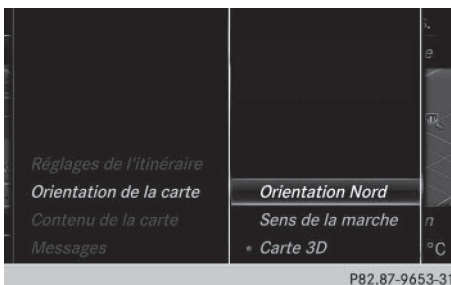 Réglages de l'itinéraire
Orientation de la carte
Contenu de la carte
Messages
Orientation Nord
Sens de la marche
• Carte 3D
s.
e
n
°C
P82.87-9653-31